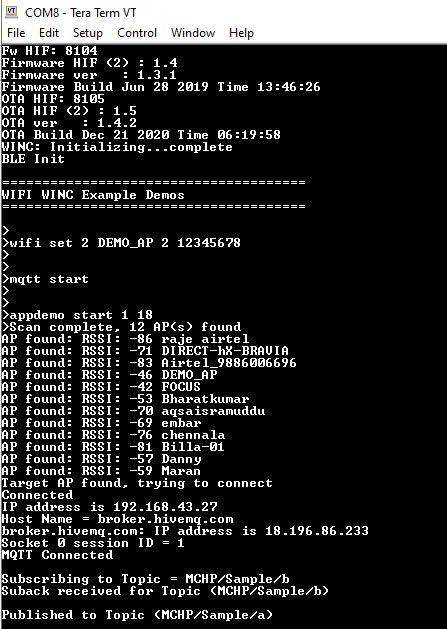 COM8 - Tera Term VT
File Edit Setup Control Window Help
Fw HIF: 8104
Firmware HIF (2) : 1.4
Firmware ver   : 1.3.1
Firmware Build Jun 28 2019 Time 13:46:26
OTA HIF: 8105
OTA HIF (2) : 1.5
OTA ver   : 1.4.2
OTA Build Dec 21 2020 Time 06:19:58
WINC: Initializing...complete
BLE Init
=======================================
WIFI WINC Example Demos
=======================================
>
>wifi set 2 DEMO_AP 2 12345678
>
>
>mqtt start
>
>
>appdemo start 1 18
>Scan complete, 12 AP(s) found
AP found: RSSI: -86 raje airtel
AP found: RSSI: -71 DIRECT-hX-BRAVIA
AP found: RSSI: -83 Airtel_9886006696
AP found: RSSI: -46 DEMO_AP
AP found: RSSI: -42 FOCUS
AP found: RSSI: -53 Bharatkumar
AP found: RSSI: -70 aqsaisramuddu
AP found: RSSI: -69 embar
AP found: RSSI: -76 chennala
AP found: RSSI: -81 Billa-01
AP found: RSSI: -57 Danny
AP found: RSSI: -59 Maran
Target AP found, trying to connect
Connected
IP address is 192.168.43.27
Host Name = broker.hivemq.com
broker.hivemq.com: IP address is 18.196.86.233
Socket 0 session ID = 1
MQTT Connected
Subscribing to Topic = MCHP/Sample/b
Suback received for Topic (MCHP/Sample/b)
Published to Topic (MCHP/Sample/a)